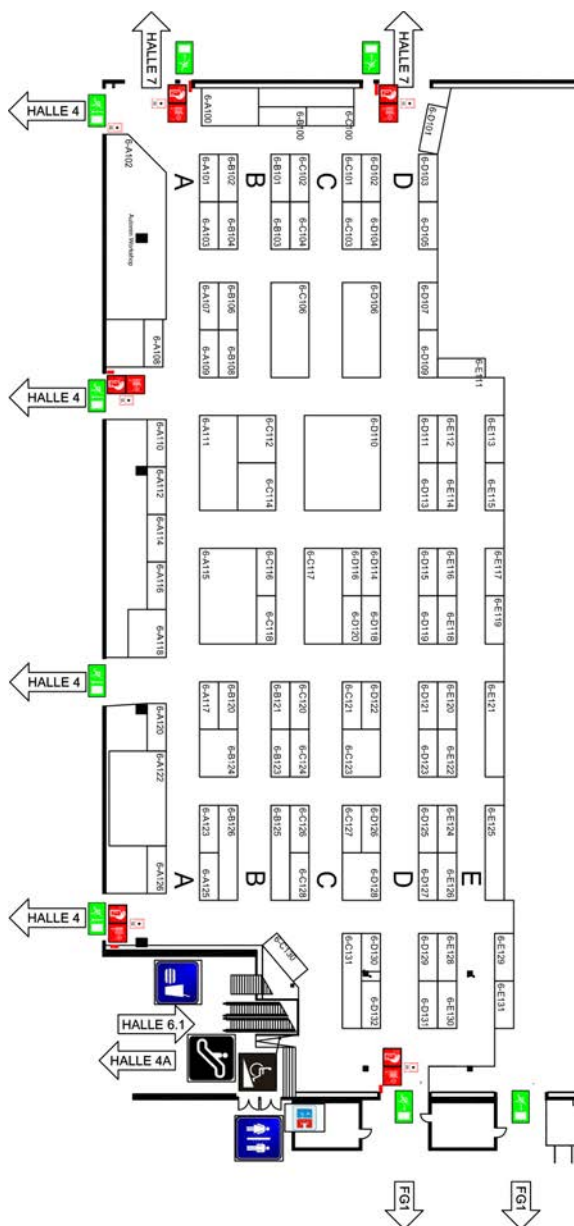 HALLE 7
HALLE 7
HALLE 4
6-A100
6-B100
6-C100
6-D101
6-A102
Automin Workshop
A
B
C
D
6-A101
6-B102
6-B101
6-C102
6-C101
6-D102
6-D103
6-A103
6-B104
6-B103
6-C104
6-C103
6-D104
6-D105
6-A107
6-B106
6-C106
6-D106
6-D107
6-A108
6-A109
6-B108
6-D109
6-E111
HALLE 4
6-A110
6-A111
6-C112
6-D110
6-D111
6-E112
6-E113
6-A112
6-C114
6-D113
6-E114
6-E115
6-A114
6-A115
6-C116
6-C117
6-D116
6-D114
6-D115
6-E116
6-E117
6-A116
6-C118
6-D120
6-D118
6-D119
6-E118
6-E119
6-A118
HALLE 4
6-A117
6-B120
6-B121
6-C120
6-C121
6-D122
6-D121
6-E120
6-E121
6-A120
6-A122
6-B124
6-B123
6-C124
6-C123
6-D123
6-E122
6-A123
6-B126
6-B125
6-C126
6-C127
6-D126
6-D125
6-E124
6-E125
6-A126
6-A125
6-C128
6-D128
6-D127
6-E126
A
B
C
D
E
HALLE 4
6-C130
6-C131
6-D130
6-D129
6-E128
6-E129
6-D132
6-D131
6-E130
6-E131
HALLE 6.1
HALLE 4A
EC
FG1
FG1